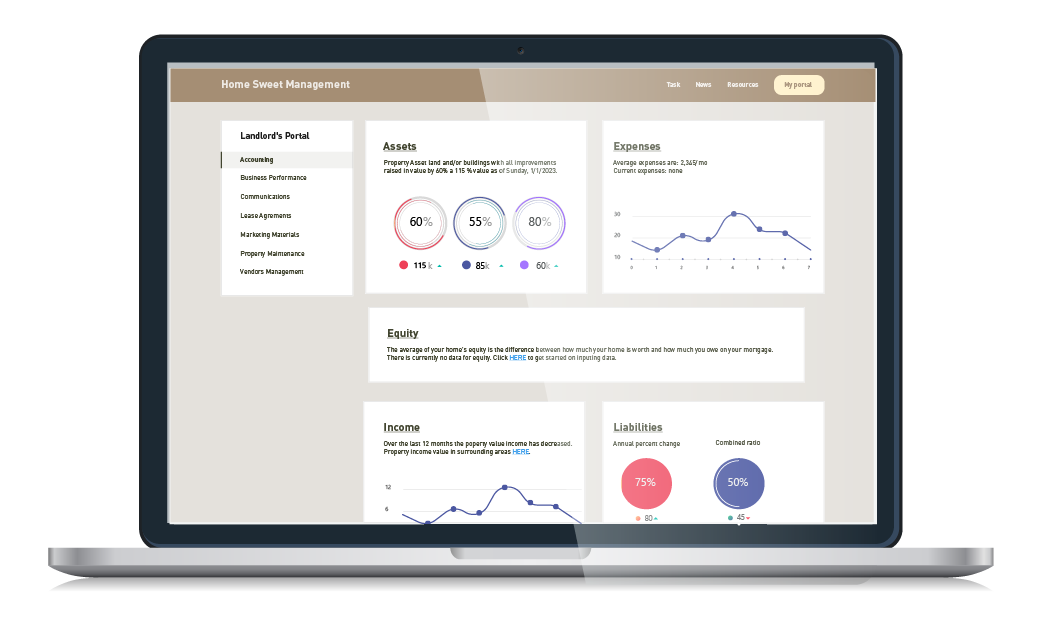 Home Sweet Management
Task News Resources My portal
Landlord's Portal
Accounting
Business Performance
Communications
Lease Agreements
Marketing Materials
Property Maintenance
Vendors Management
Assets
Property Asset land and/or buildings with all improvements
raised in value by 60% a 115 % value as of Sunday, 1/1/2023.
60% 55% 80%
115 k 85k 60k
Expenses
Average expenses are: 2,365/mo
Current expenses: none
30
20
10
0 1 2 3 4 5 6 7
Equity
The average of your home's equity is the difference between how much your home is worth and how much you owe on your mortgage.
There is currently no data for equity. Click HERE to get started on inputing data.
Income
Over the last 12 months the poperty value income has decreased.
Property income value in surrounding areas HERE.
12
6
Liabilities
Annual percent change Combined ratio
75% 50%
80 45